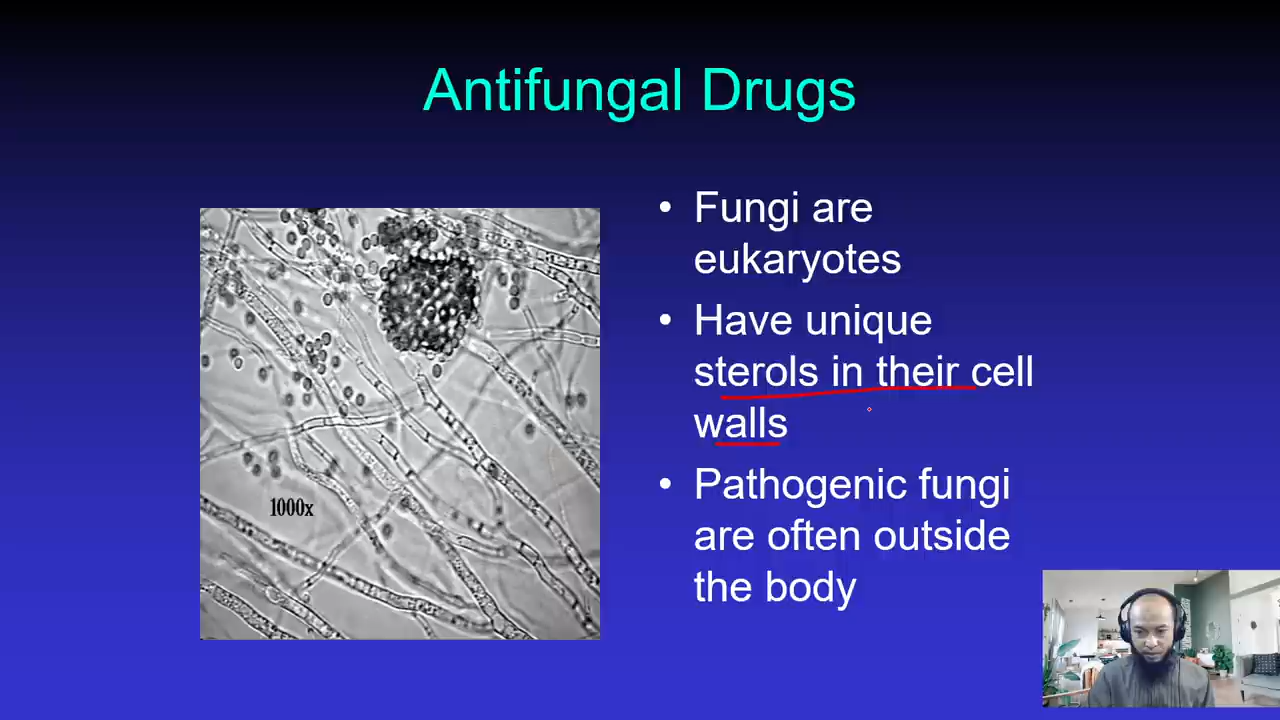 Antifungal Drugs
• Fungi are
eukaryotes
• Have unique
sterols in their cell
walls
• Pathogenic fungi
are often outside
the body
1000x